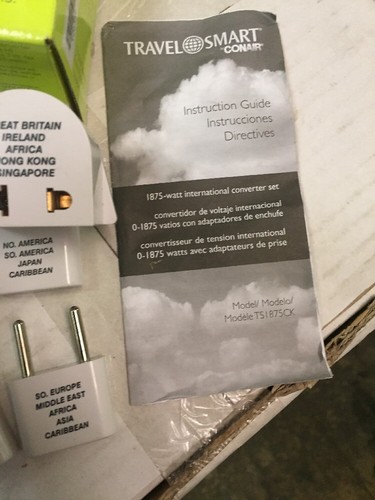 TRAVEL SMART®
BY CONAIR®
Instruction Guide
Instrucciones
Directives
1875-watt international converter set
convertidor de voltaje internacional
0-1875 vatios con adaptadores de enchufe
convertisseur de tension international
0-1875 watts avec adaptateurs de prise
Model/ Modelo/
Modèle TS1875CK
EAT BRITAIN
IRELAND
AFRICA
ONG KONG
SINGAPORE
NO. AMERICA
SO. AMERICA
JAPAN
CARIBBEAN
SO. EUROPE
MIDDLE EAST
AFRICA
ASIA
CARIBBEAN